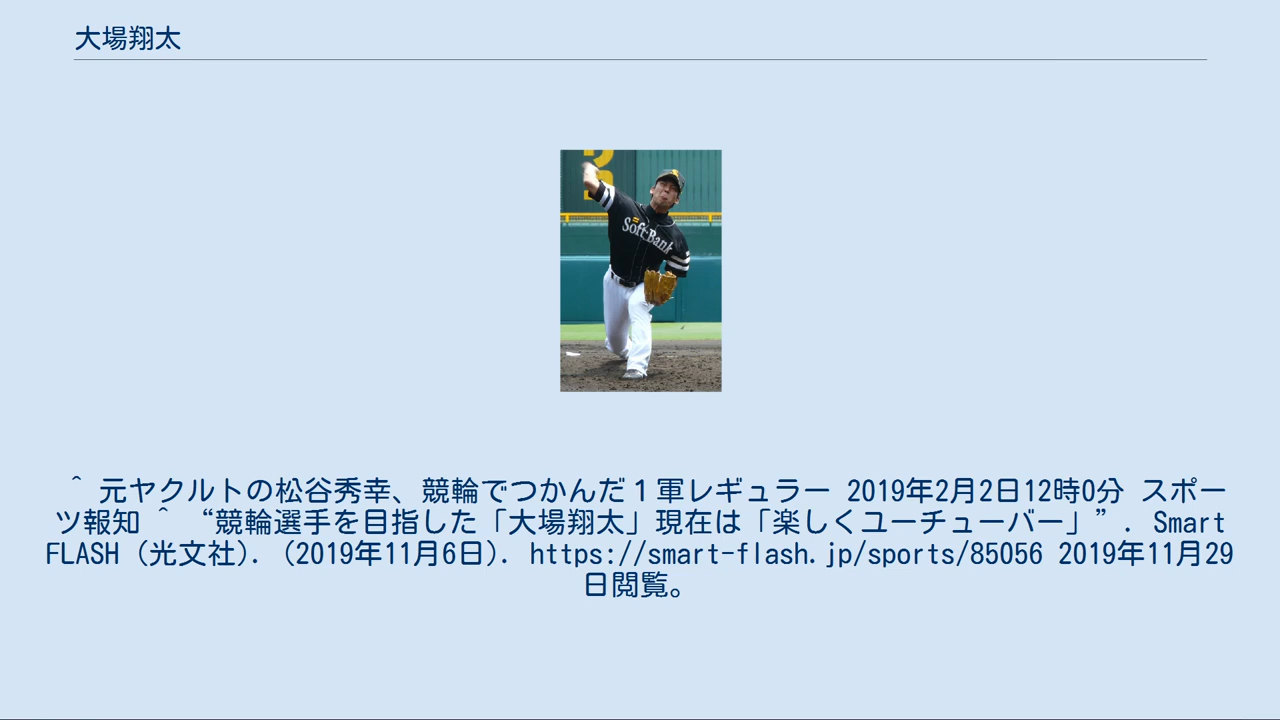 大場翔太
SoftBank
^ 元ヤクルトの松谷秀幸、競輪でつかんだ１軍レギュラー 2019年2月2日12時0分 スポー
ツ報知 ^ “競輪選手を目指した「大場翔太」現在は「楽しくユーチューバー」”. Smart
FLASH (光文社). (2019年11月6日). https://smart-flash.jp/sports/85056 2019年11月29
日閲覧。